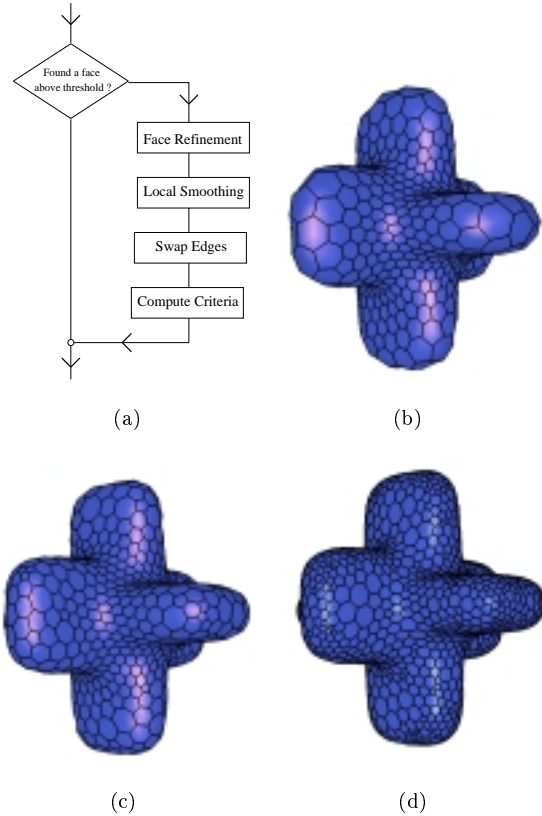 Found a face
above threshold ?
Face Refinement
Local Smoothing
Swap Edges
Compute Criteria
(a)
(b)
(c)
(d)